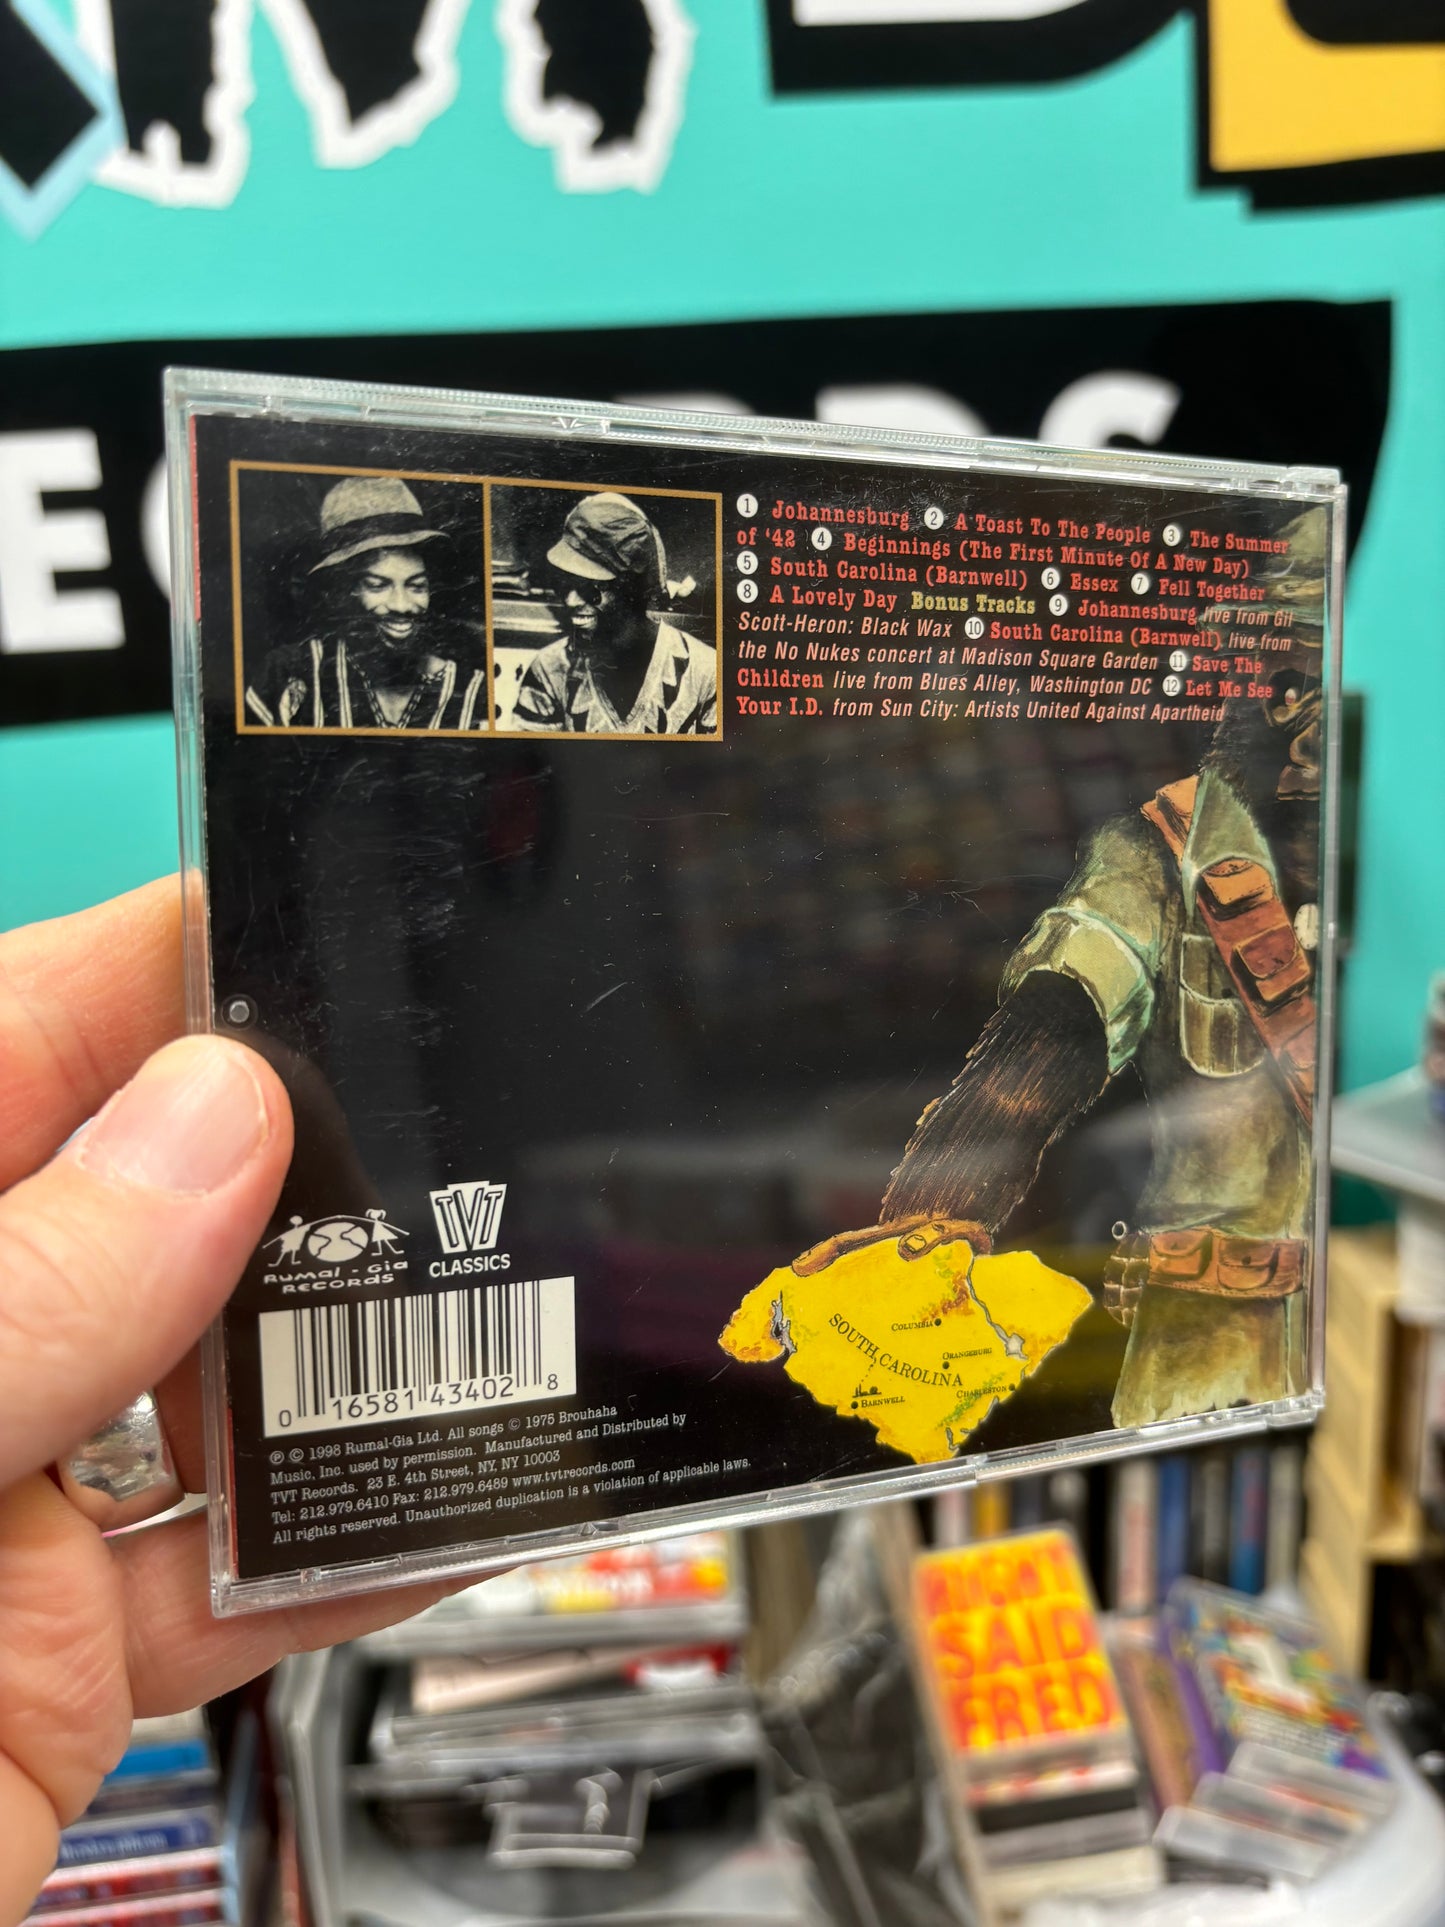 RECORDS
1 Johannesburg 2 A Toast To The People 3 The Summer
of '42 4 Beginnings (The First Minute Of A New Day)
5 South Carolina (Barnwell) 6 Essex 7 Fell Together
8 A Lovely Day Bonus Tracks 9 Johannesburg live from Gil
Scott-Heron: Black Wax 10 South Carolina (Barnwell) live from
the No Nukes concert at Madison Square Garden 11 Save The
Children live from Blues Alley, Washington DC 12 Let Me See
Your I.D. from Sun City: Artists United Against Apartheid
Rumal-Gia
RECORDS
TVT
CLASSICS
0 16581 43402 8
SOUTH CAROLINA
COLUMBIA
ORANGEBURG
CHARLESTON
BARNWELL
℗ © 1998 Rumal-Gia Ltd. All songs © 1975 Brouhaha
Music, Inc. used by permission. Manufactured and Distributed by
TVT Records. 23 E. 4th Street, NY, NY 10003
Tel: 212.979.6410 Fax: 212.979.6489 www.tvtrecords.com
All rights reserved. Unauthorized duplication is a violation of applicable laws.
RIGHT
SAID
FRED